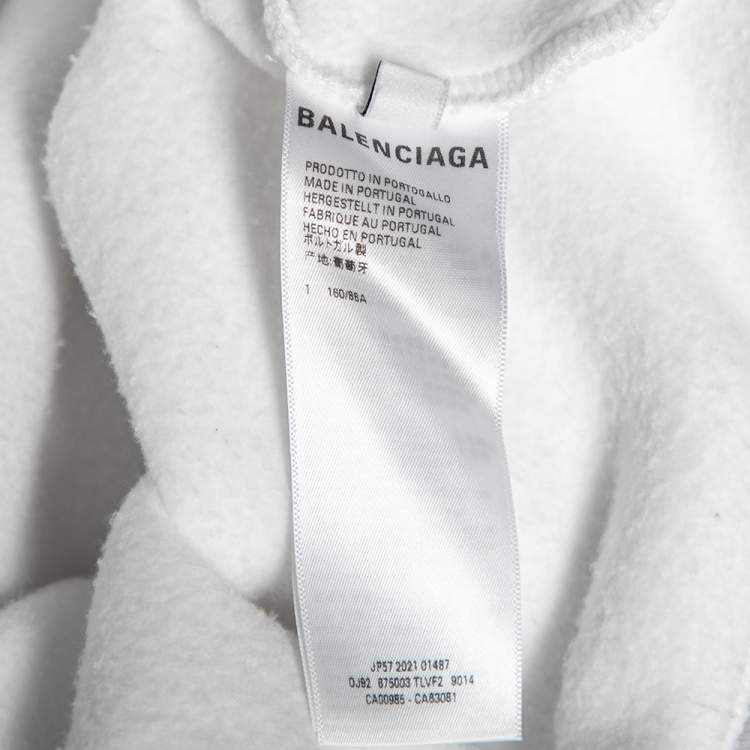 BALENCIAGA
PRODOTTO IN PORTOGALLO
MADE IN PORTUGAL
HERGESTELLT IN PORTUGAL
FABRIQUE AU PORTUGAL
HECHO EN PORTUGAL
ポルトガル製
产地:葡萄牙
1 160/88A
JP57 2021 01487
OJ92 675003 TLVF2 9014
CA00985 - CA83081